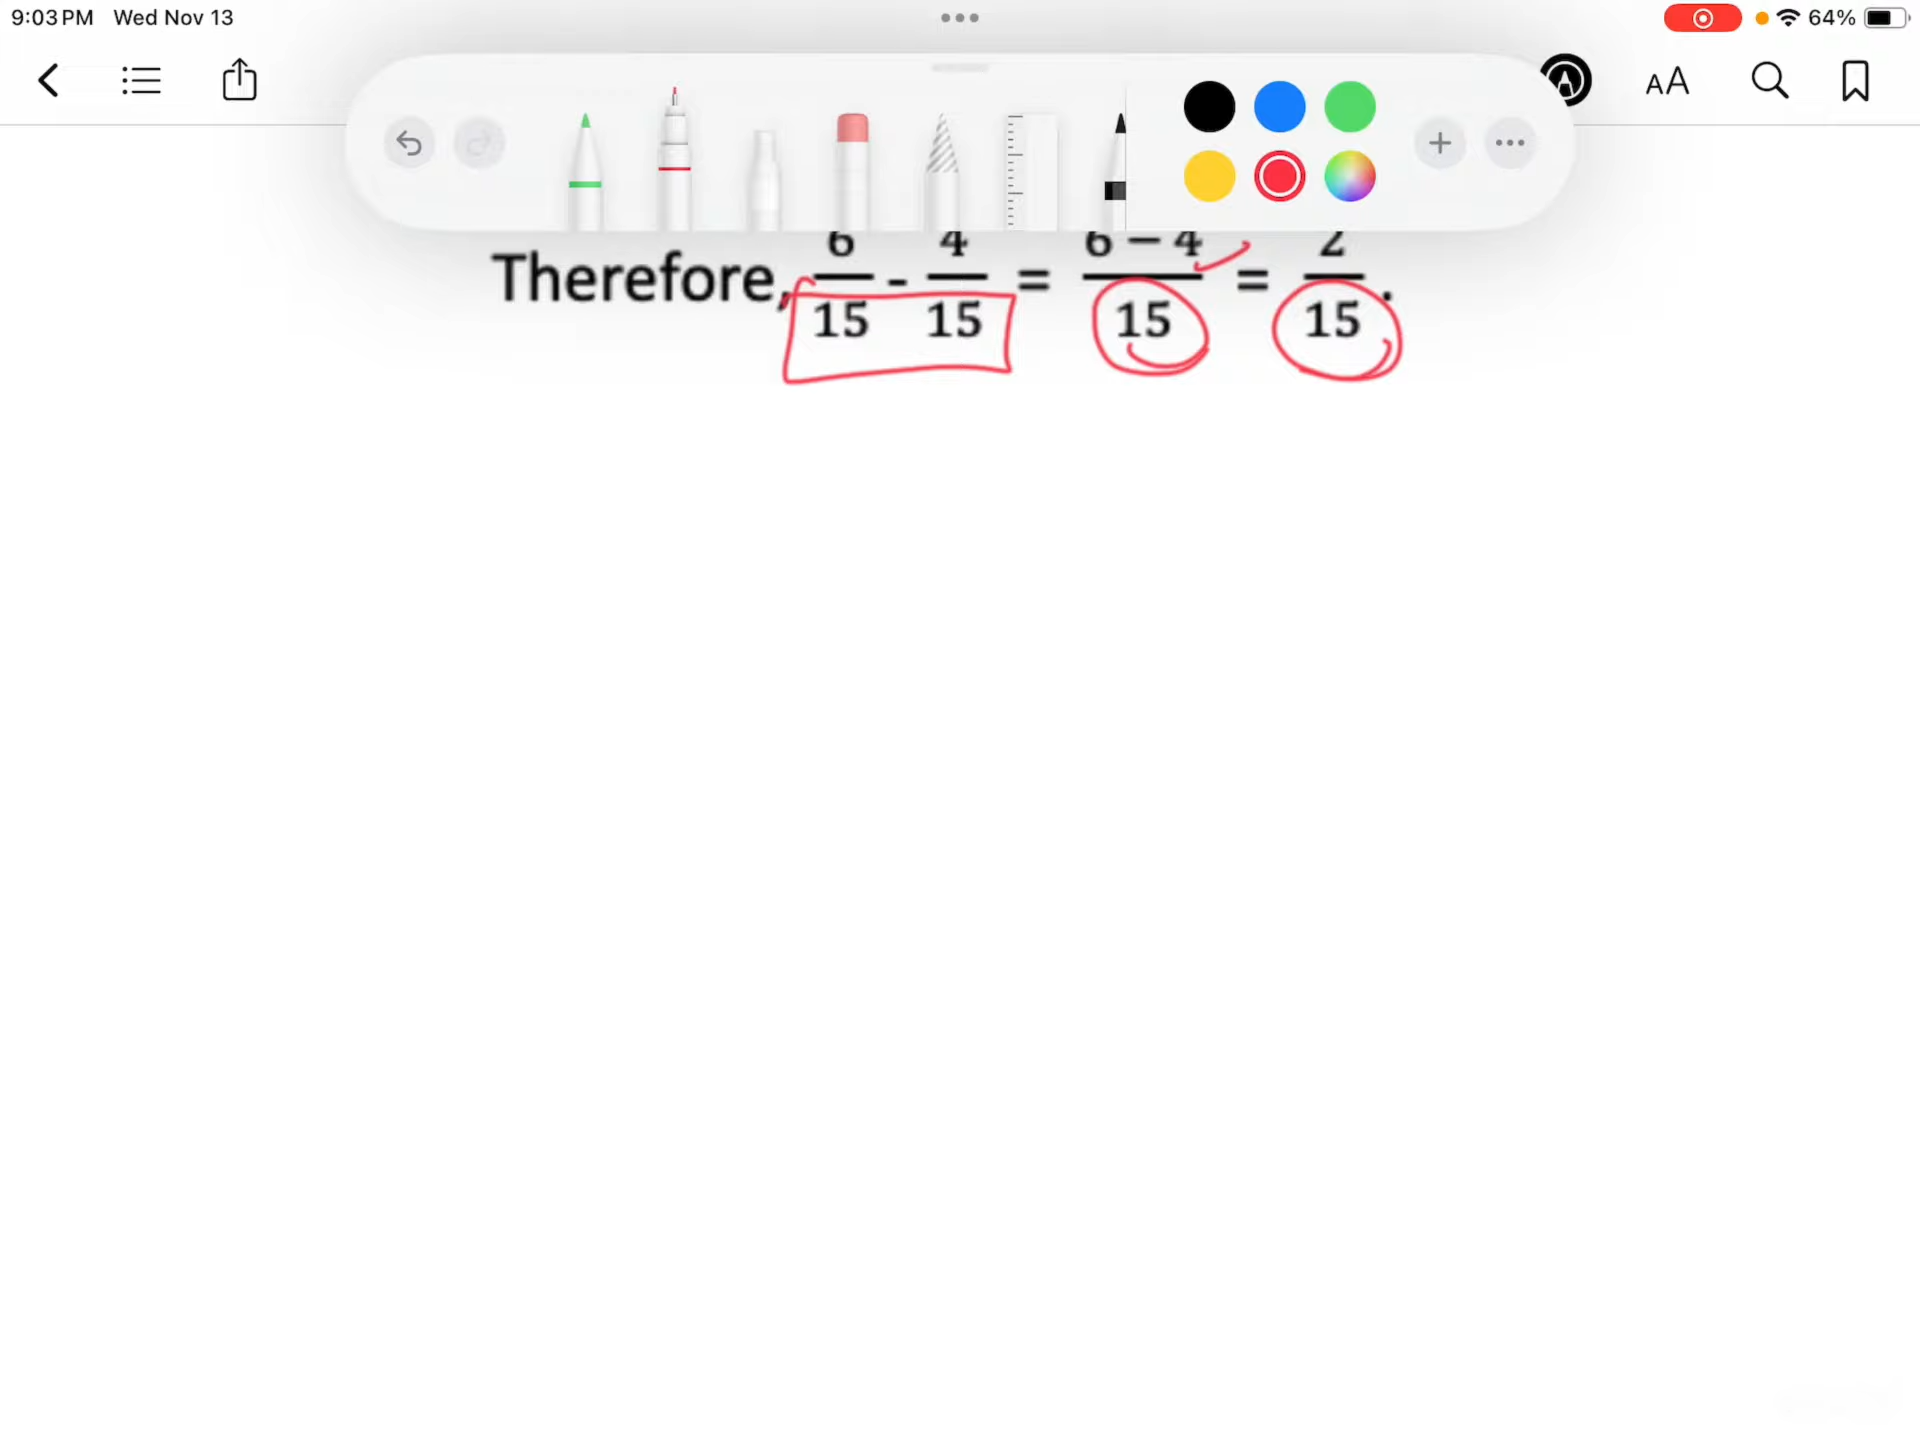 9:03 PM Wed Nov 13 64%
AA
Therefore, 6/15 - 4/15 = 6 − 4/15 = 2/15.